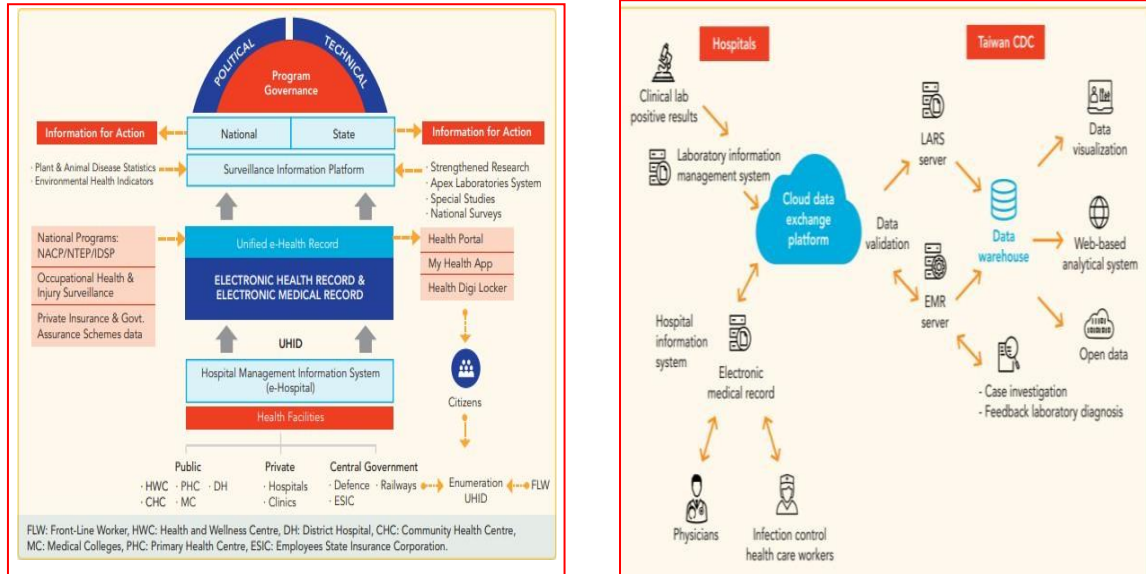 POLITICAL
TECHNICAL
Program
Governance
Information for Action
National
State
Information for Action
· Plant & Animal Disease Statistics
· Environmental Health Indicators
Surveillance Information Platform
· Strengthened Research
· Apex Laboratories System
· Special Studies
· National Surveys
National Programs:
NACP/NTEP/IDSP
Occupational Health &
Injury Surveillance
Private Insurance & Govt.
Assurance Schemes data
Unified e-Health Record
ELECTRONIC HEALTH RECORD &
ELECTRONIC MEDICAL RECORD
Health Portal
My Health App
Health Digi Locker
UHID
Hospital Management Information System
(e-Hospital)
Health Facilities
Citizens
Public
· HWC · PHC · DH
· CHC · MC
Private
· Hospitals
· Clinics
Central Government
· Defence · Railways
· ESIC
Enumeration
UHID
FLW
FLW: Front-Line Worker, HWC: Health and Wellness Centre, DH: District Hospital, CHC: Community Health Centre,
MC: Medical Colleges, PHC: Primary Health Centre, ESIC: Employees State Insurance Corporation.
Hospitals
Taiwan CDC
Clinical lab
positive results
Laboratory information
management system
Cloud data
exchange
platform
LARS
server
Data
validation
EMR
server
Data
warehouse
Data
visualization
Web-based
analytical system
Open data
Hospital
information
system
Electronic
medical record
- Case investigation
- Feedback laboratory diagnosis
Physicians
Infection control
health care workers